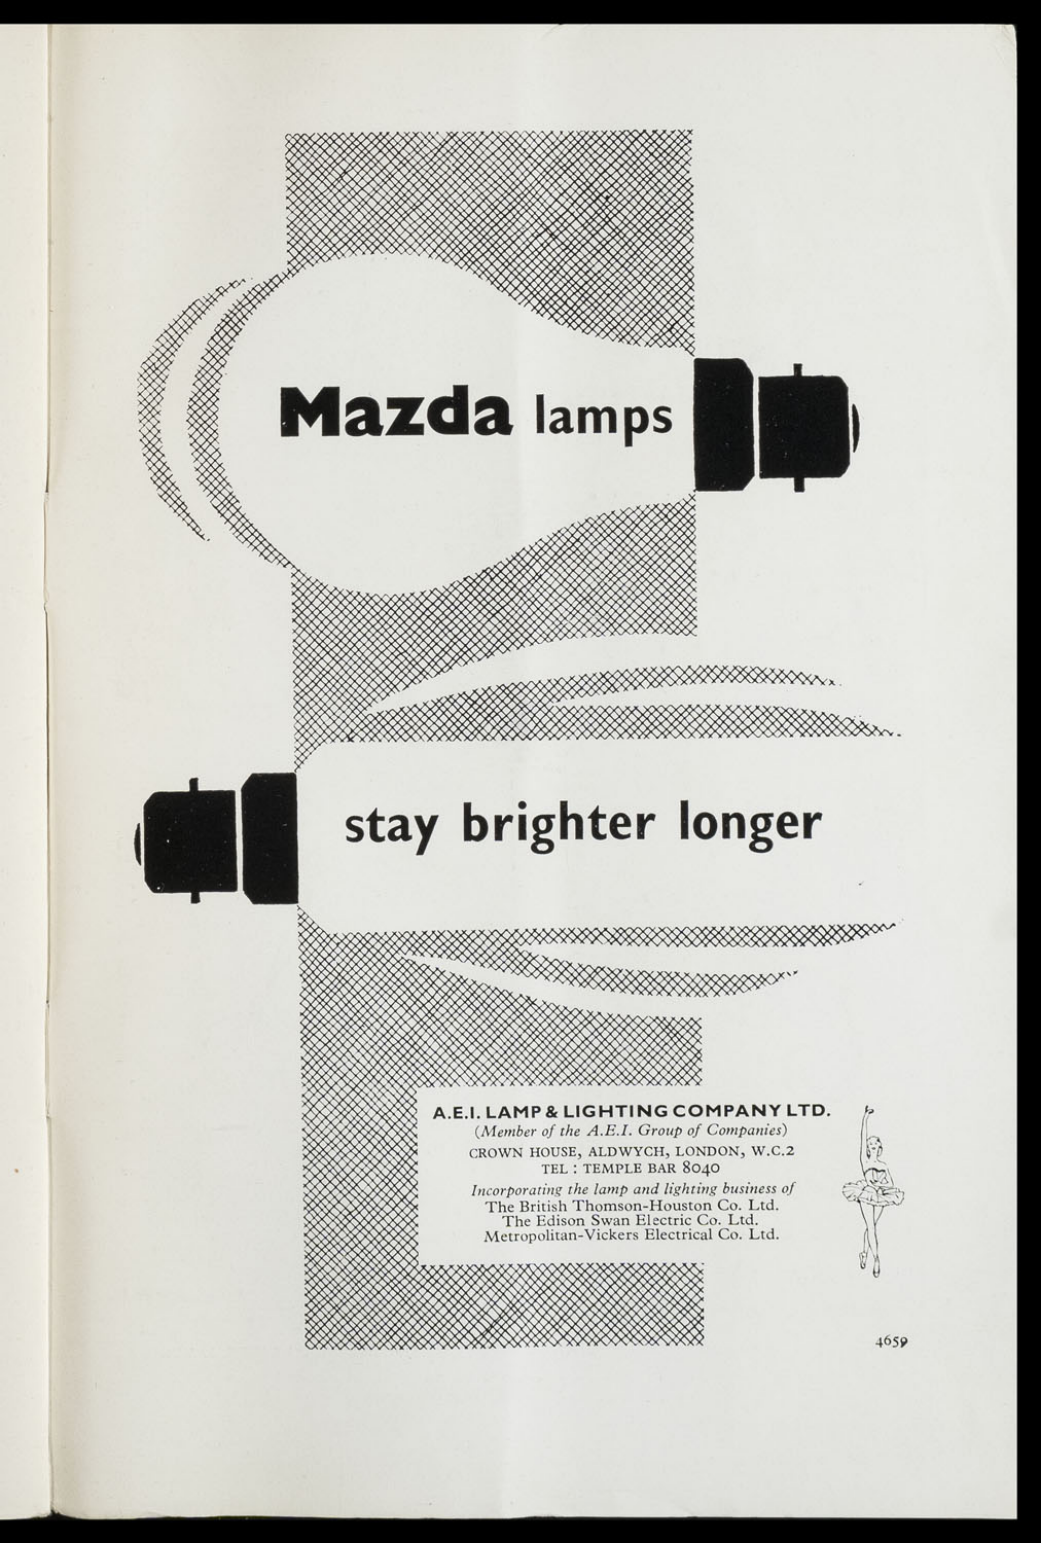 Mazda lamps
stay brighter longer
A.E.I. LAMP & LIGHTING COMPANY LTD.
(Member of the A.E.I. Group of Companies)
CROWN HOUSE, ALDWYCH, LONDON, W.C.2
TEL : TEMPLE BAR 8040
Incorporating the lamp and lighting business of
The British Thomson-Houston Co. Ltd.
The Edison Swan Electric Co. Ltd.
Metropolitan-Vickers Electrical Co. Ltd.
4659